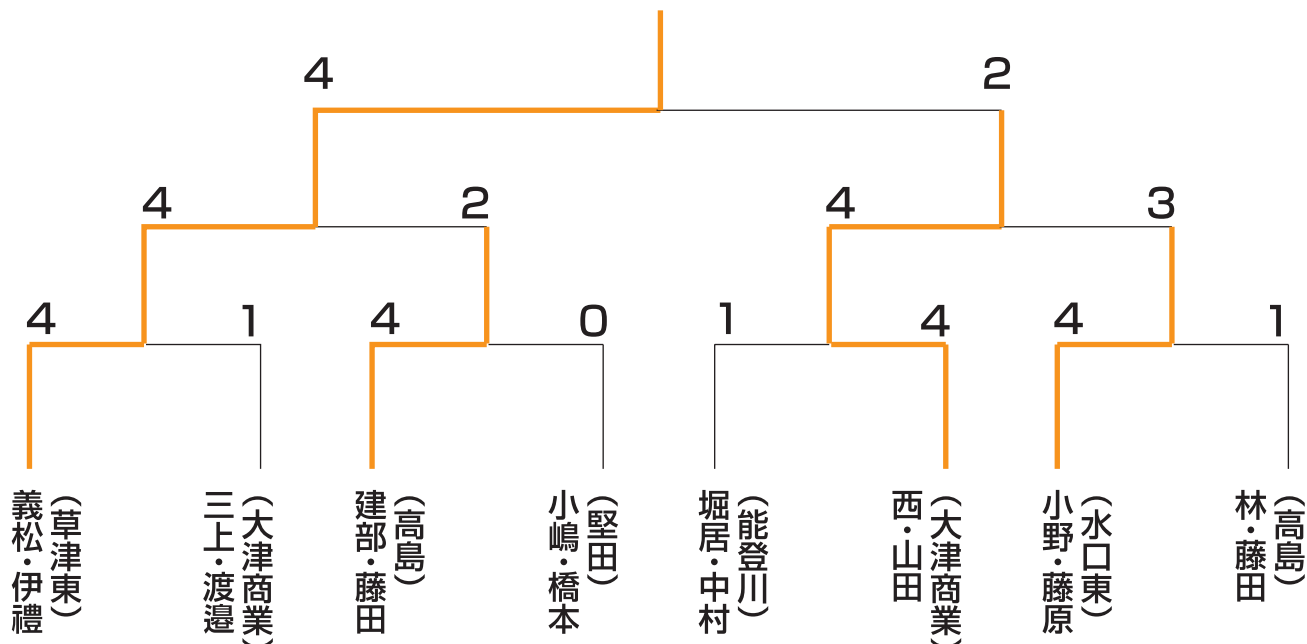 4
2
4
2
4
3
4
1
4
0
1
4
4
1
義松・伊禮
(草津東)
三上・渡邉
(大津商業)
建部・藤田
(高島)
小嶋・橋本
(堅田)
堀居・中村
(能登川)
西・山田
(大津商業)
小野・藤原
(水口東)
林・藤田
(高島)